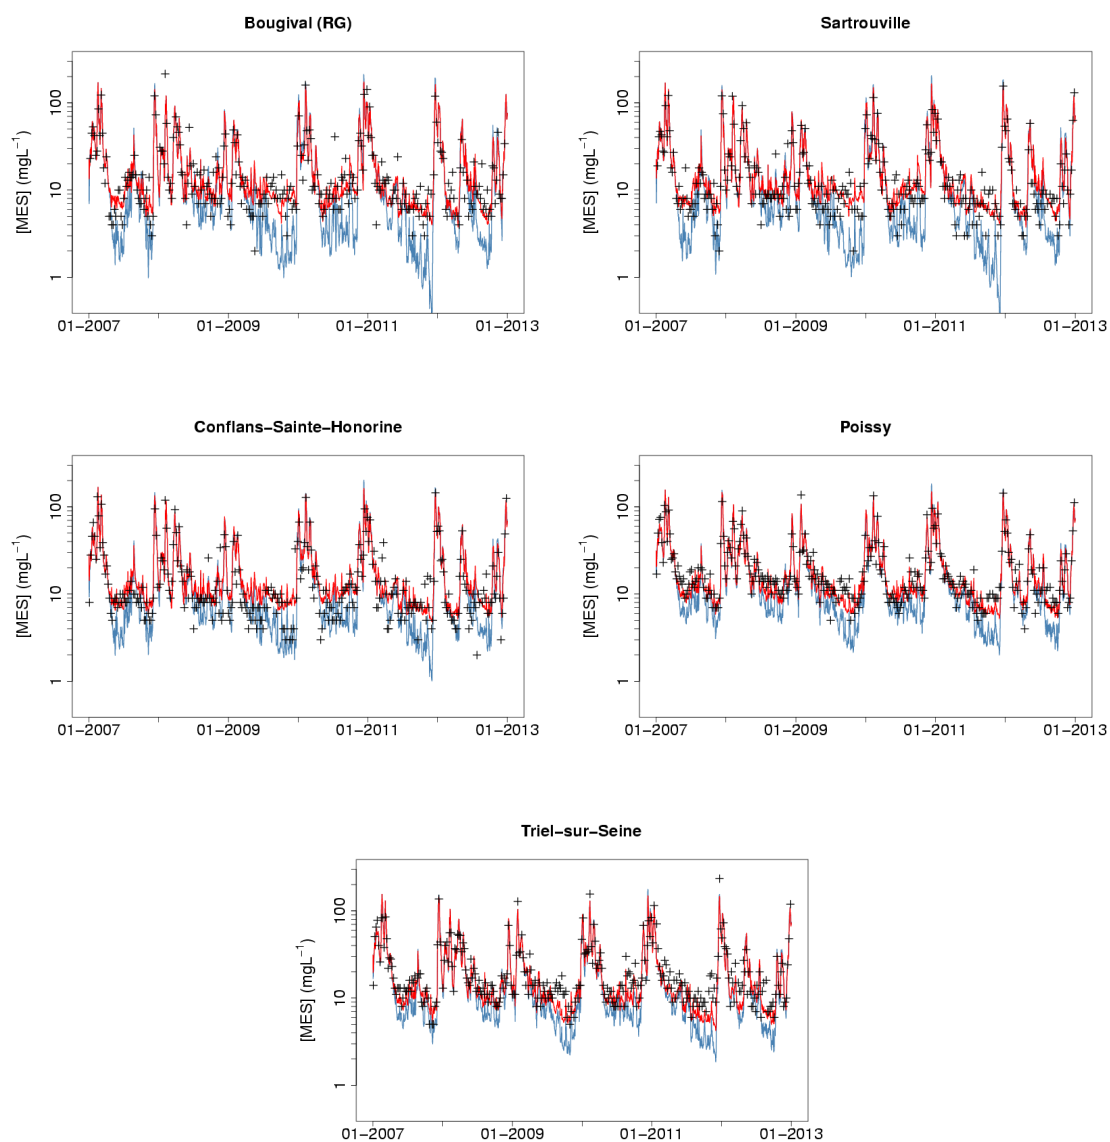 Bougival (RG)
[MES] (mgL⁻¹)
100
10
1
01−2007 01−2009 01−2011 01−2013
Sartrouville
[MES] (mgL⁻¹)
100
10
1
01−2007 01−2009 01−2011 01−2013
Conflans−Sainte−Honorine
[MES] (mgL⁻¹)
100
10
1
01−2007 01−2009 01−2011 01−2013
Poissy
[MES] (mgL⁻¹)
100
10
1
01−2007 01−2009 01−2011 01−2013
Triel−sur−Seine
[MES] (mgL⁻¹)
100
10
1
01−2007 01−2009 01−2011 01−2013